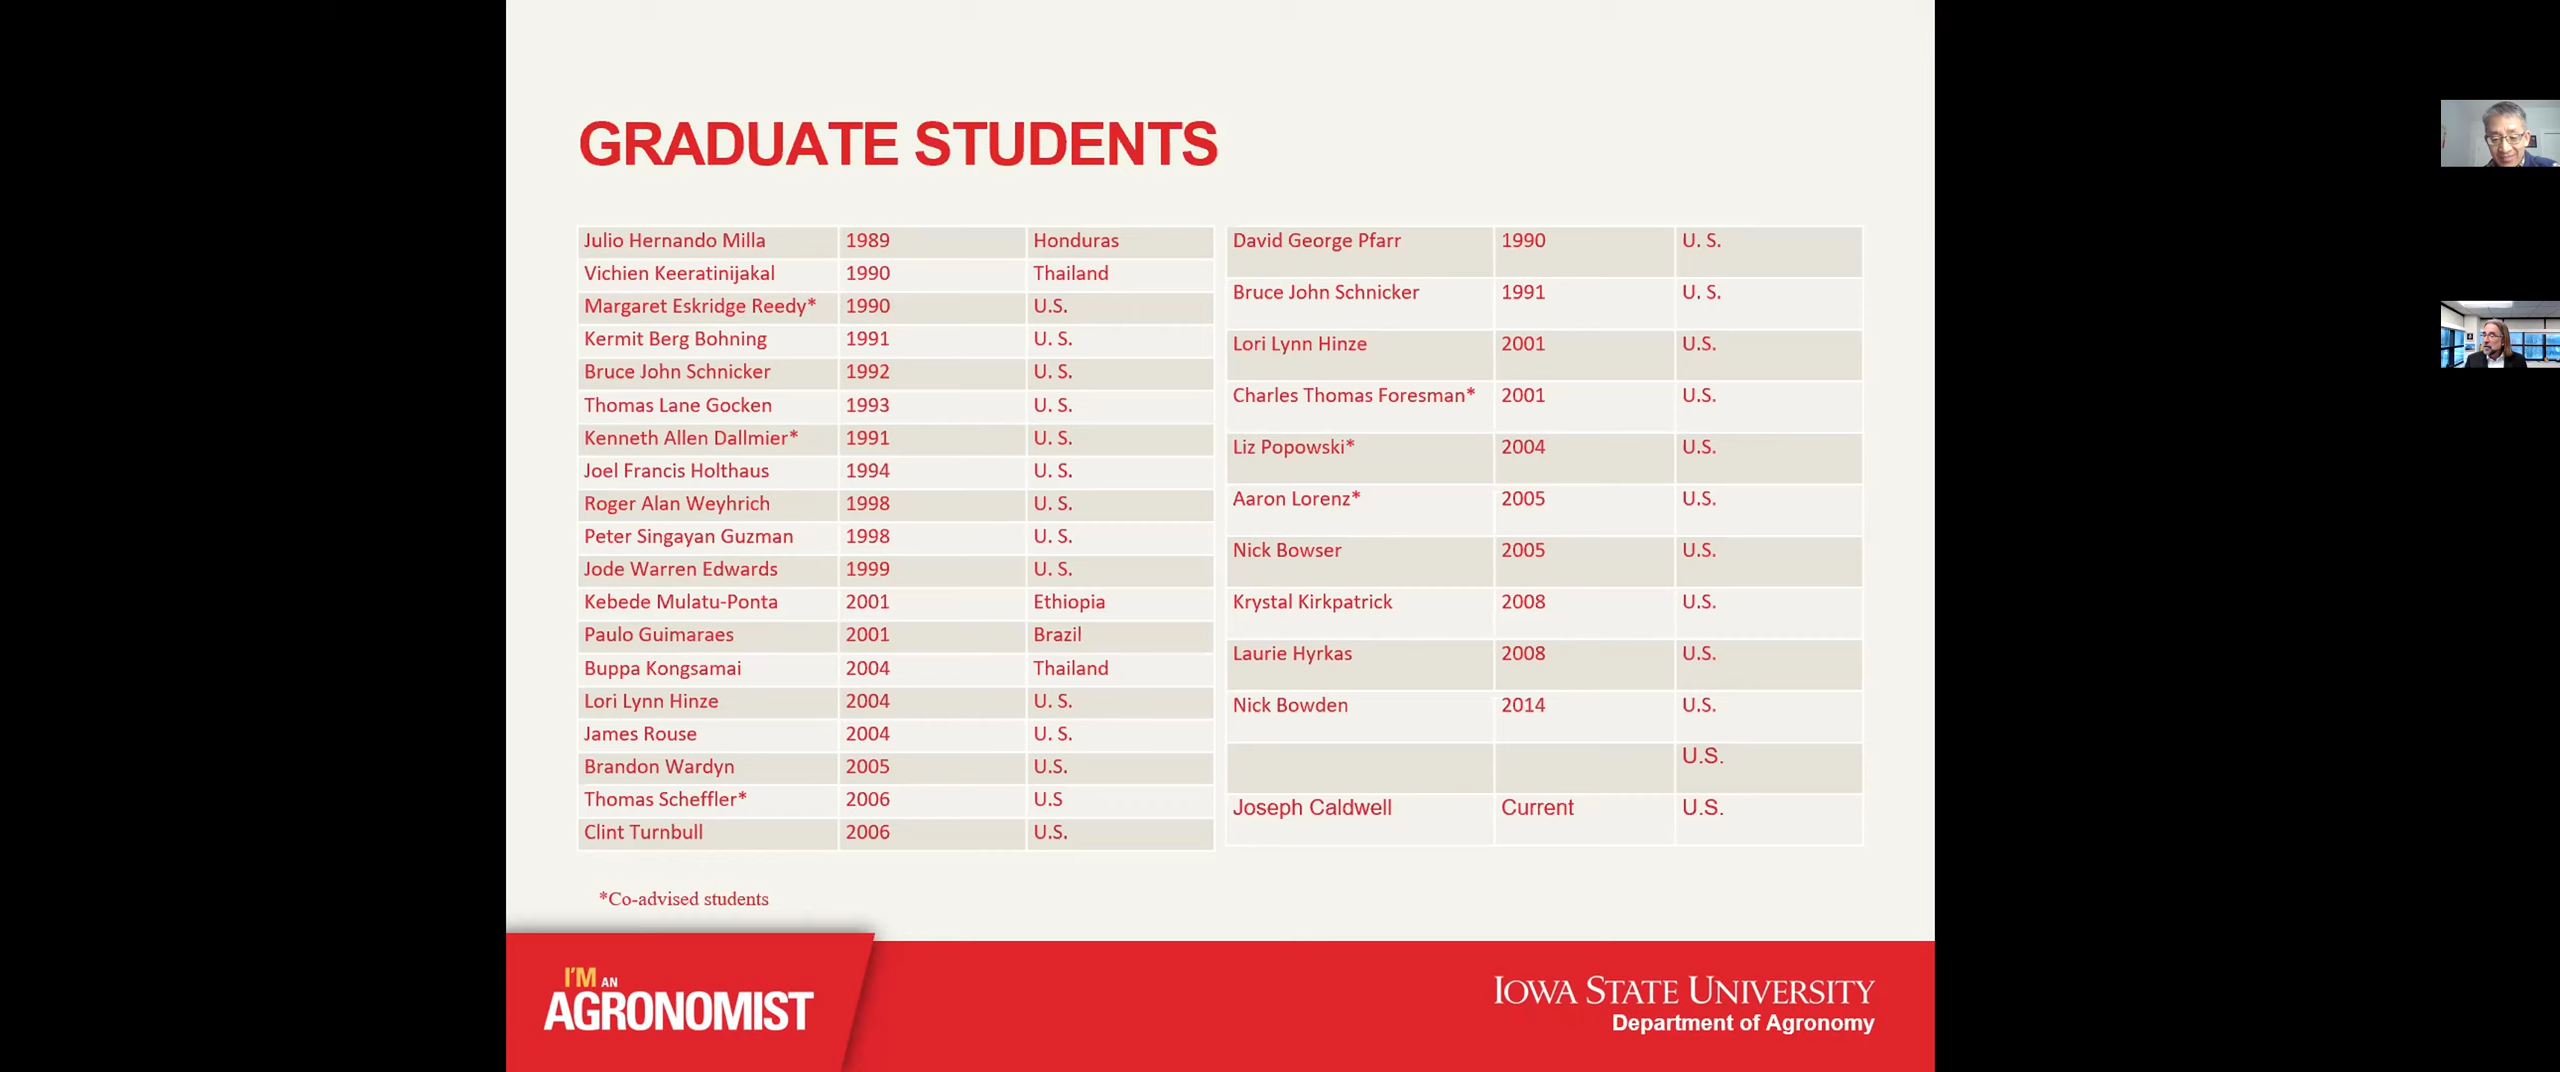 GRADUATE STUDENTS
Julio Hernando Milla 1989 Honduras
Vichien Keeratinijakal 1990 Thailand
Margaret Eskridge Reedy* 1990 U.S.
Kermit Berg Bohning 1991 U. S.
Bruce John Schnicker 1992 U. S.
Thomas Lane Gocken 1993 U. S.
Kenneth Allen Dallmier* 1991 U. S.
Joel Francis Holthaus 1994 U. S.
Roger Alan Weyhrich 1998 U. S.
Peter Singayan Guzman 1998 U. S.
Jode Warren Edwards 1999 U. S.
Kebede Mulatu-Ponta 2001 Ethiopia
Paulo Guimaraes 2001 Brazil
Buppa Kongsamai 2004 Thailand
Lori Lynn Hinze 2004 U. S.
James Rouse 2004 U. S.
Brandon Wardyn 2005 U.S.
Thomas Scheffler* 2006 U.S
Clint Turnbull 2006 U.S.
David George Pfarr 1990 U. S.
Bruce John Schnicker 1991 U. S.
Lori Lynn Hinze 2001 U.S.
Charles Thomas Foresman* 2001 U.S.
Liz Popowski* 2004 U.S.
Aaron Lorenz* 2005 U.S.
Nick Bowser 2005 U.S.
Krystal Kirkpatrick 2008 U.S.
Laurie Hyrkas 2008 U.S.
Nick Bowden 2014 U.S.
U.S.
Joseph Caldwell Current U.S.
*Co-advised students
I'M AN
AGRONOMIST
IOWA STATE UNIVERSITY
Department of Agronomy